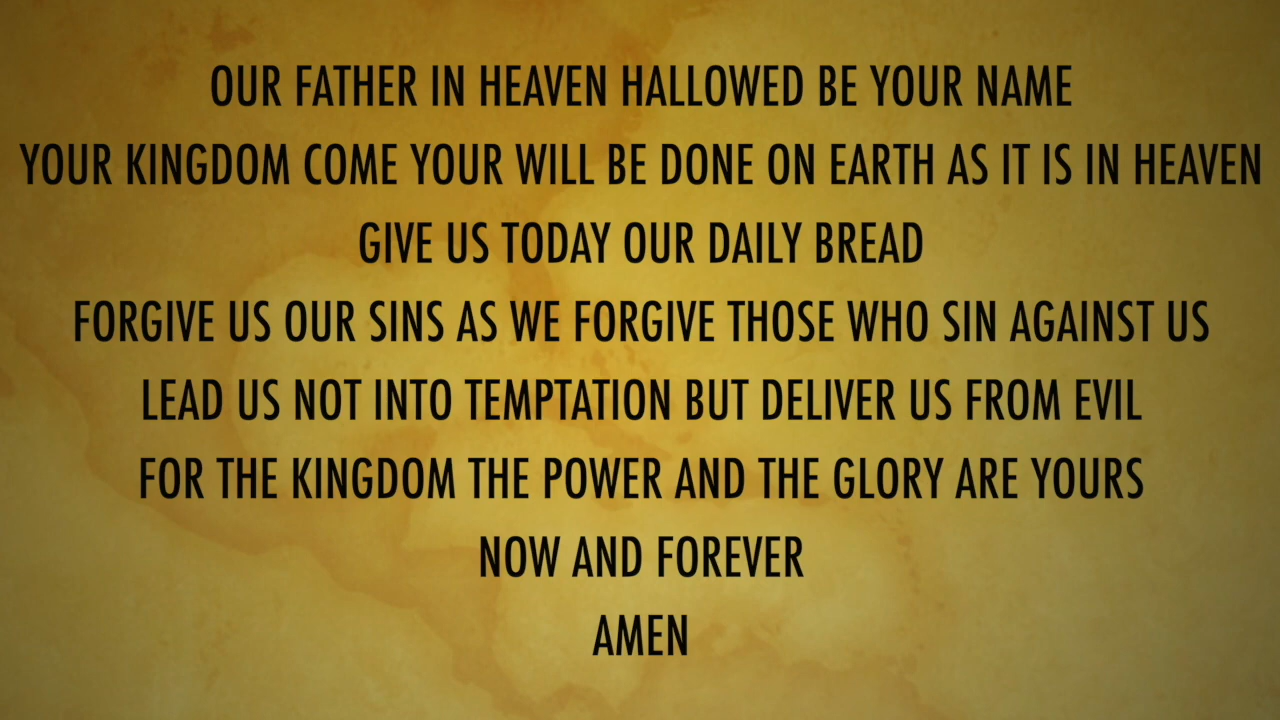 OUR FATHER IN HEAVEN HALLOWED BE YOUR NAME
YOUR KINGDOM COME YOUR WILL BE DONE ON EARTH AS IT IS IN HEAVEN
GIVE US TODAY OUR DAILY BREAD
FORGIVE US OUR SINS AS WE FORGIVE THOSE WHO SIN AGAINST US
LEAD US NOT INTO TEMPTATION BUT DELIVER US FROM EVIL
FOR THE KINGDOM THE POWER AND THE GLORY ARE YOURS
NOW AND FOREVER
AMEN